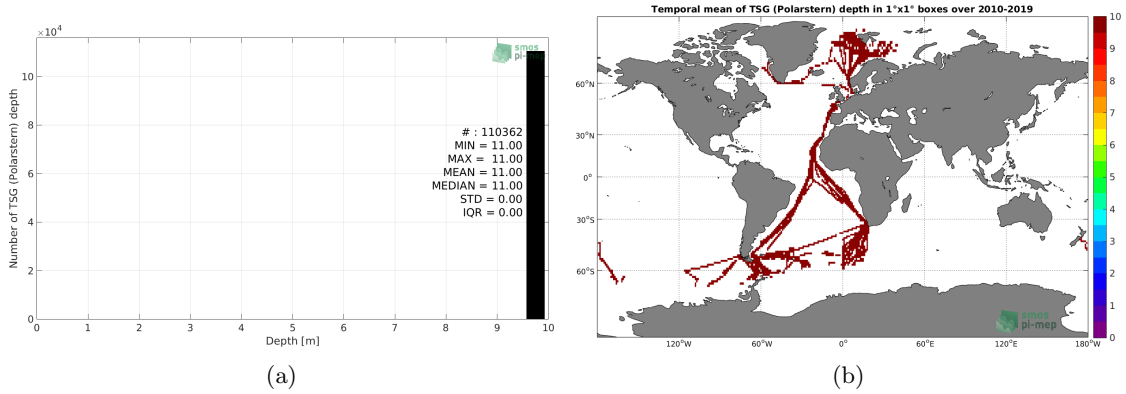 Temporal mean of TSG (Polarstern) depth in 1°x1° boxes over 2010-2019
×10⁴
smos
pi-mep
10
8
6
4
2
0
Number of TSG (Polarstern) depth
# : 110362
MIN = 11.00
MAX = 11.00
MEAN = 11.00
MEDIAN = 11.00
STD = 0.00
IQR = 0.00
0 1 2 3 4 5 6 7 8 9 10
Depth [m]
(a)
60°N
30°N
0°
30°S
60°S
120°W 60°W 0° 60°E 120°E 180°W
smos
pi-mep
10
9
8
7
6
5
4
3
2
1
0
(b)